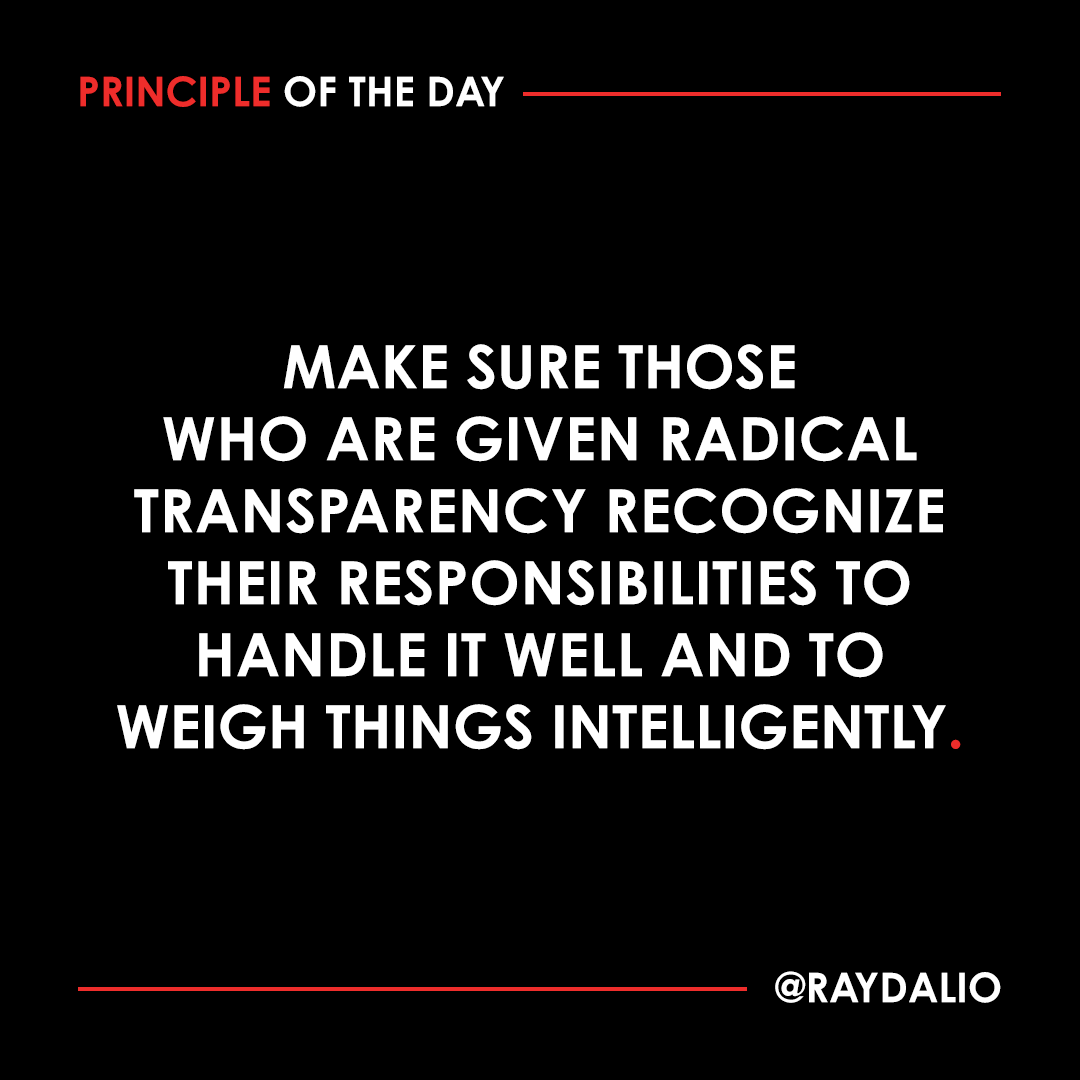 PRINCIPLE OF THE DAY
MAKE SURE THOSE
WHO ARE GIVEN RADICAL
TRANSPARENCY RECOGNIZE
THEIR RESPONSIBILITIES TO
HANDLE IT WELL AND TO
WEIGH THINGS INTELLIGENTLY.
@RAYDALIO